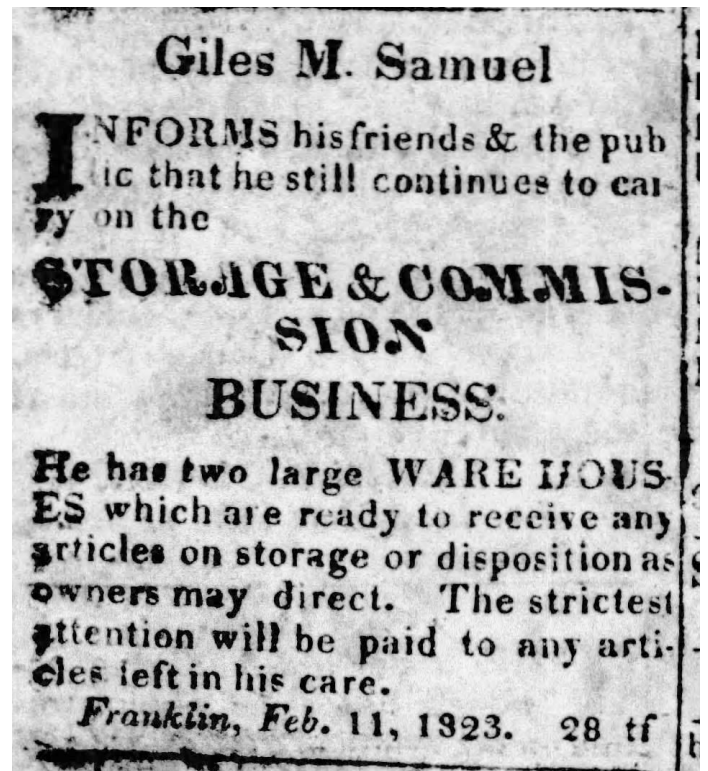 Giles M. Samuel
INFORMS his friends & the pub
lic that he still continues to car
ry on the
STORAGE & COMMIS-
SION
BUSINESS.
He has two large WARE HOUS-
ES which are ready to receive any
articles on storage or disposition as
owners may direct. The strictest
attention will be paid to any arti-
cles left in his care.
Franklin, Feb. 11, 1823. 28 tf